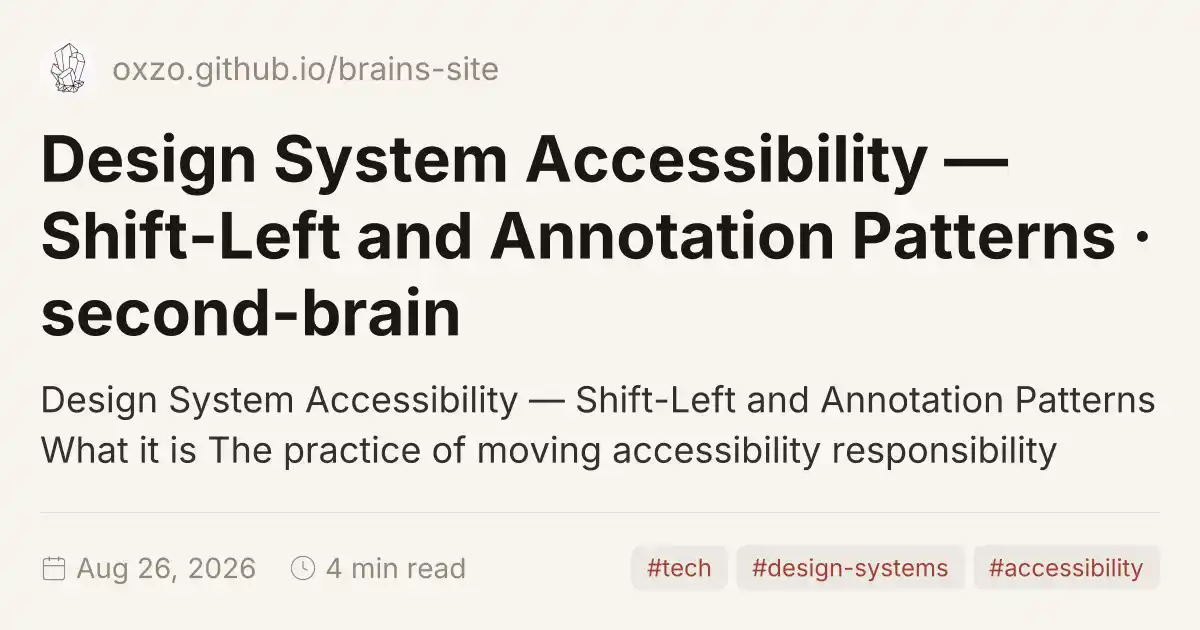 oxzo.github.io/brains-site
Design System Accessibility —
Shift-Left and Annotation Patterns ·
second-brain
Design System Accessibility — Shift-Left and Annotation Patterns
What it is The practice of moving accessibility responsibility
Aug 26, 2026 4 min read #tech #design-systems #accessibility